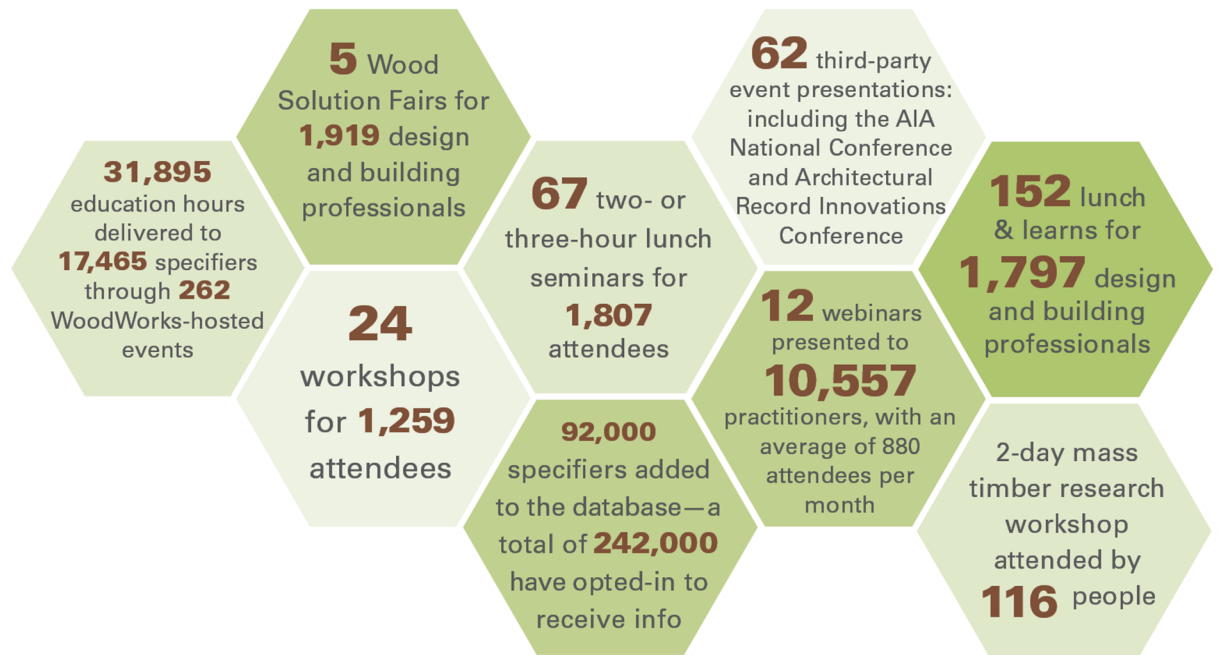 31,895
education hours
delivered to
17,465 specifiers
through 262
WoodWorks-hosted
events
5 Wood
Solution Fairs for
1,919 design
and building
professionals
24
workshops
for 1,259
attendees
67 two- or
three-hour lunch
seminars for
1,807
attendees
92,000
specifiers added
to the database—a
total of 242,000
have opted-in to
receive info
62 third-party
event presentations:
including the AIA
National Conference
and Architectural
Record Innovations
Conference
12 webinars
presented to
10,557
practitioners, with an
average of 880
attendees per
month
152 lunch
& learns for
1,797 design
and building
professionals
2-day mass
timber research
workshop
attended by
116 people